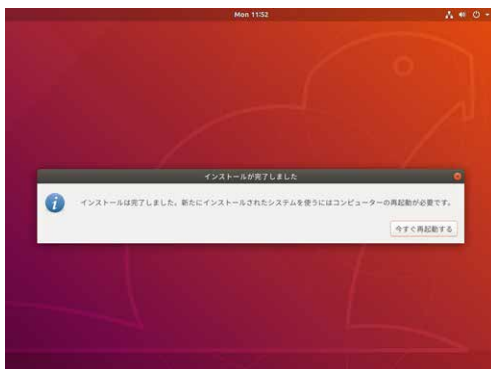 Mon 11:52
インストールが完了しました
インストールは完了しました。新たにインストールされたシステムを使うにはコンピューターの再起動が必要です。
今すぐ再起動する